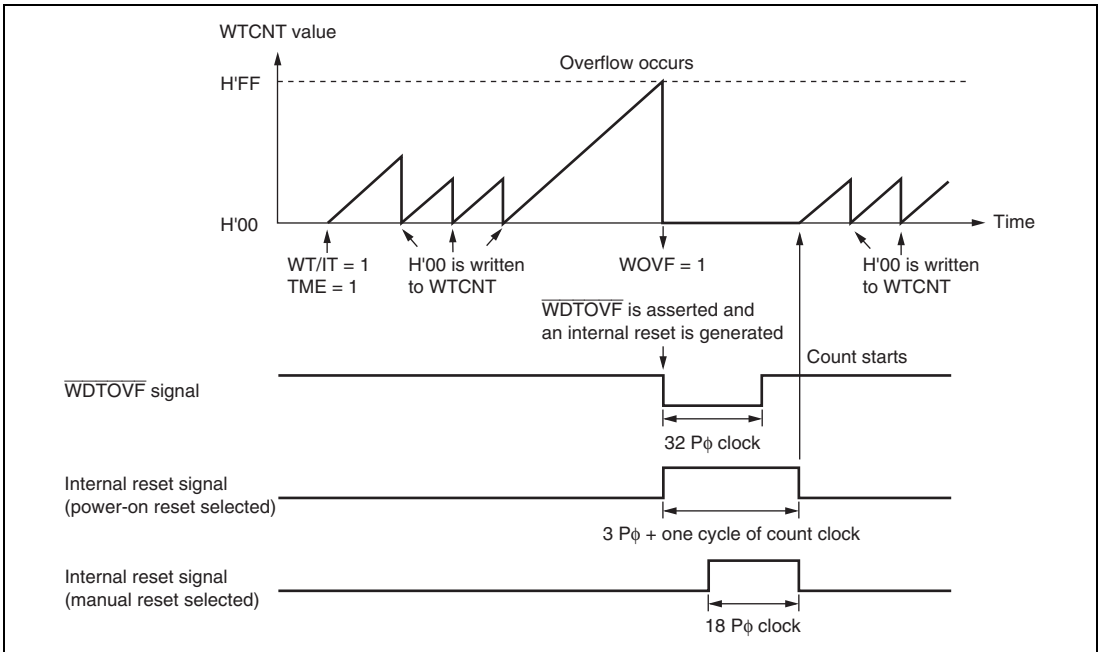 WTCNT value
Overflow occurs
H'FF
H'00
Time
WT/IT = 1
TME = 1
H'00 is written
to WTCNT
WOVF = 1
H'00 is written
to WTCNT
WDTOVF is asserted and
an internal reset is generated
Count starts
WDTOVF signal
32 Pϕ clock
Internal reset signal
(power-on reset selected)
3 Pϕ + one cycle of count clock
Internal reset signal
(manual reset selected)
18 Pϕ clock